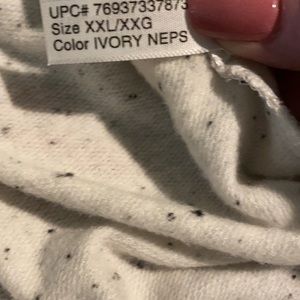 UPC# 76937337873
Size XXL/XXG
Color IVORY NEPS